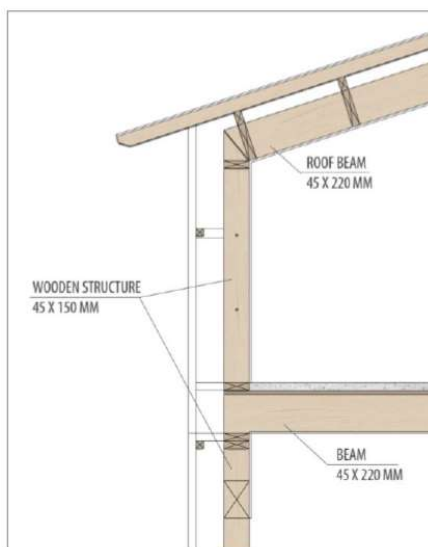 ROOF BEAM
45 X 220 MM
WOODEN STRUCTURE
45 X 150 MM
BEAM
45 X 220 MM